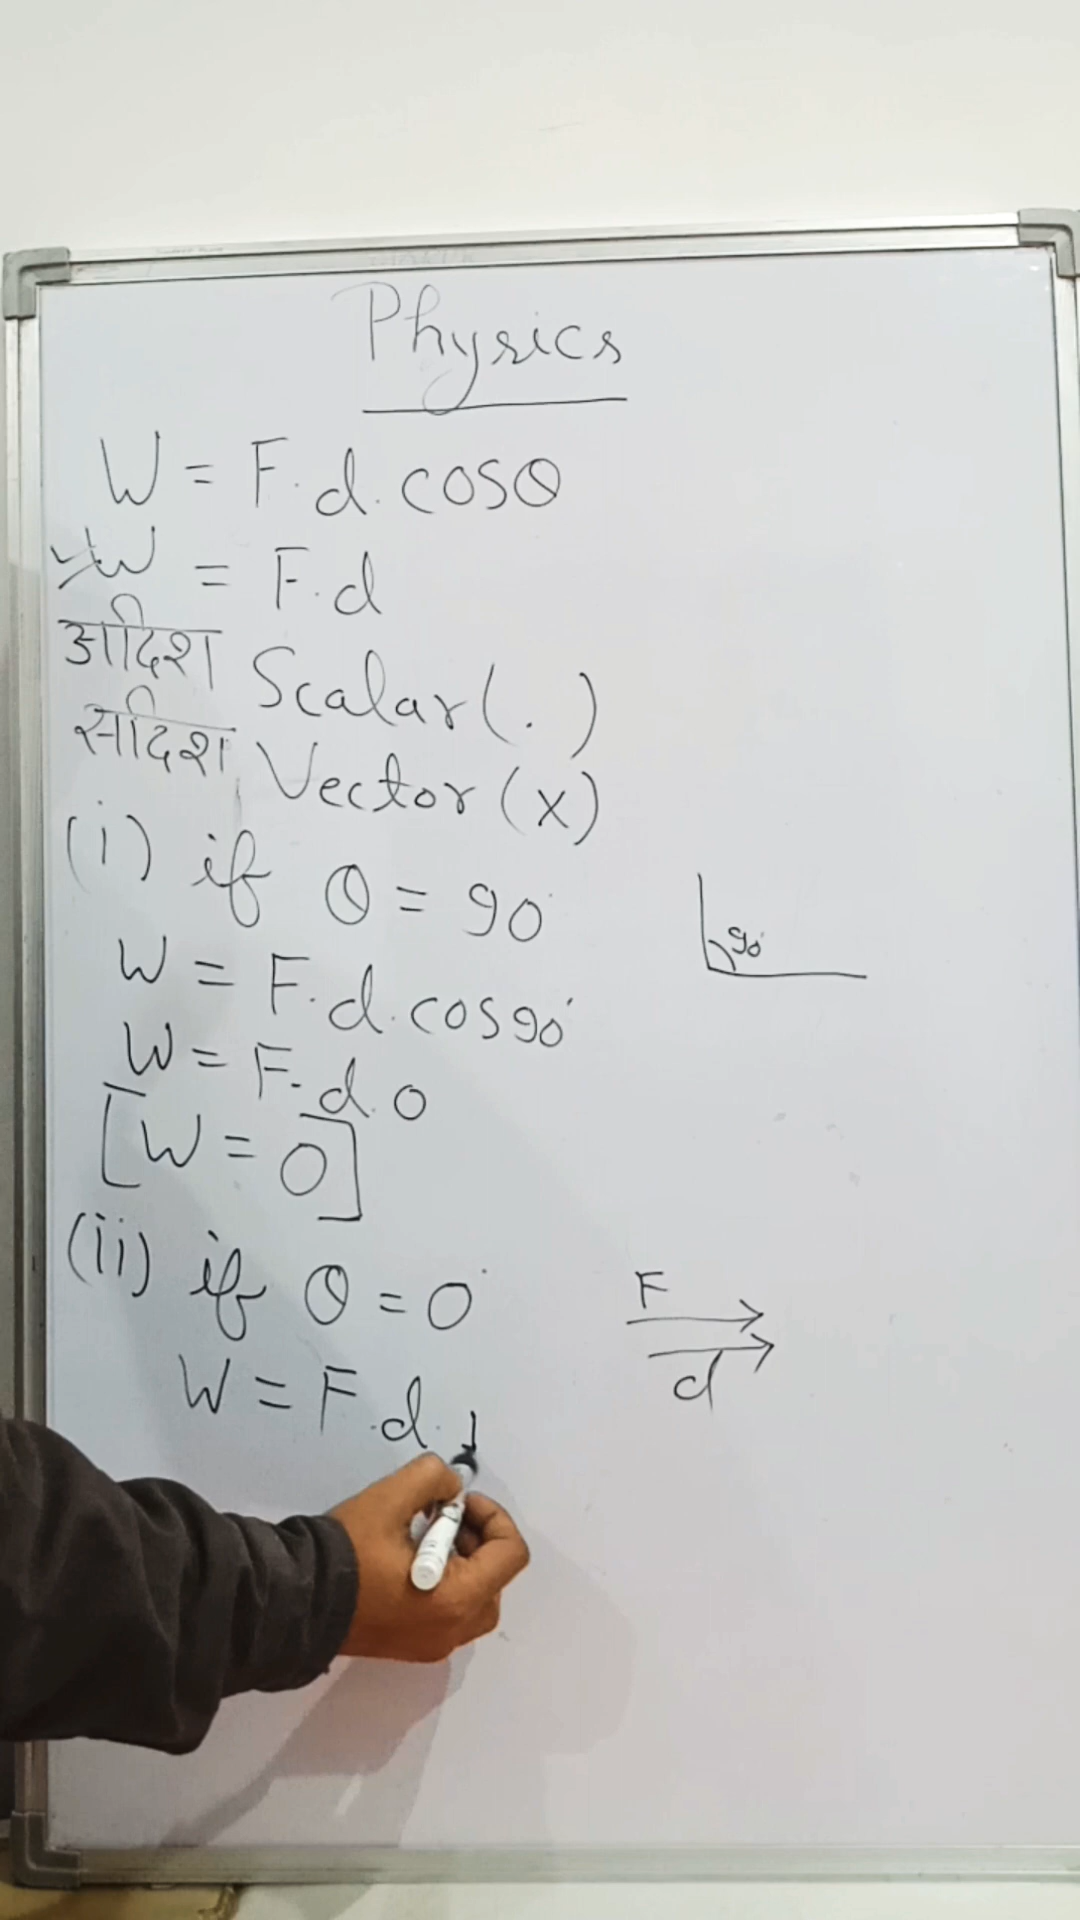 Physics
W = F.d.cosθ
W = F.d
अदिश Scalar(.)
सदिश Vector(x)
(i) if θ = 90°
90°
W = F.d.cos90°
W = F.d.0
[W = 0]
(ii) if θ = 0°
F
d
W = F.d.1